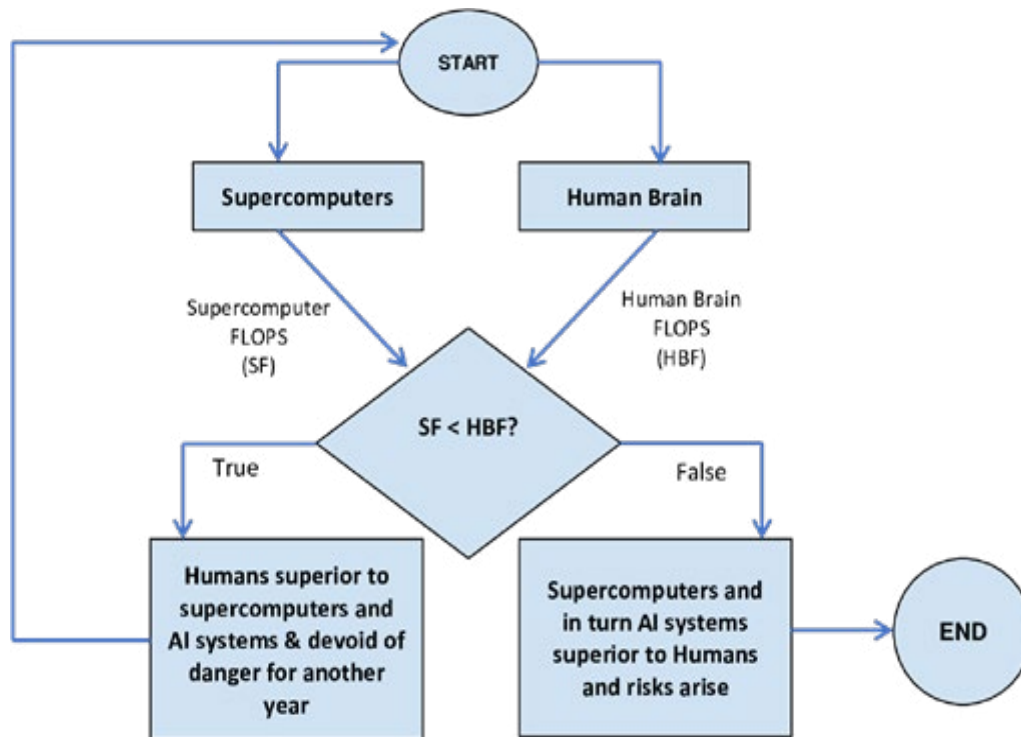 START
Supercomputers
Human Brain
Supercomputer
FLOPS
(SF)
Human Brain
FLOPS
(HBF)
SF < HBF?
True
False
Humans superior to
supercomputers and
AI systems & devoid of
danger for another
year
Supercomputers and
in turn AI systems
superior to Humans
and risks arise
END